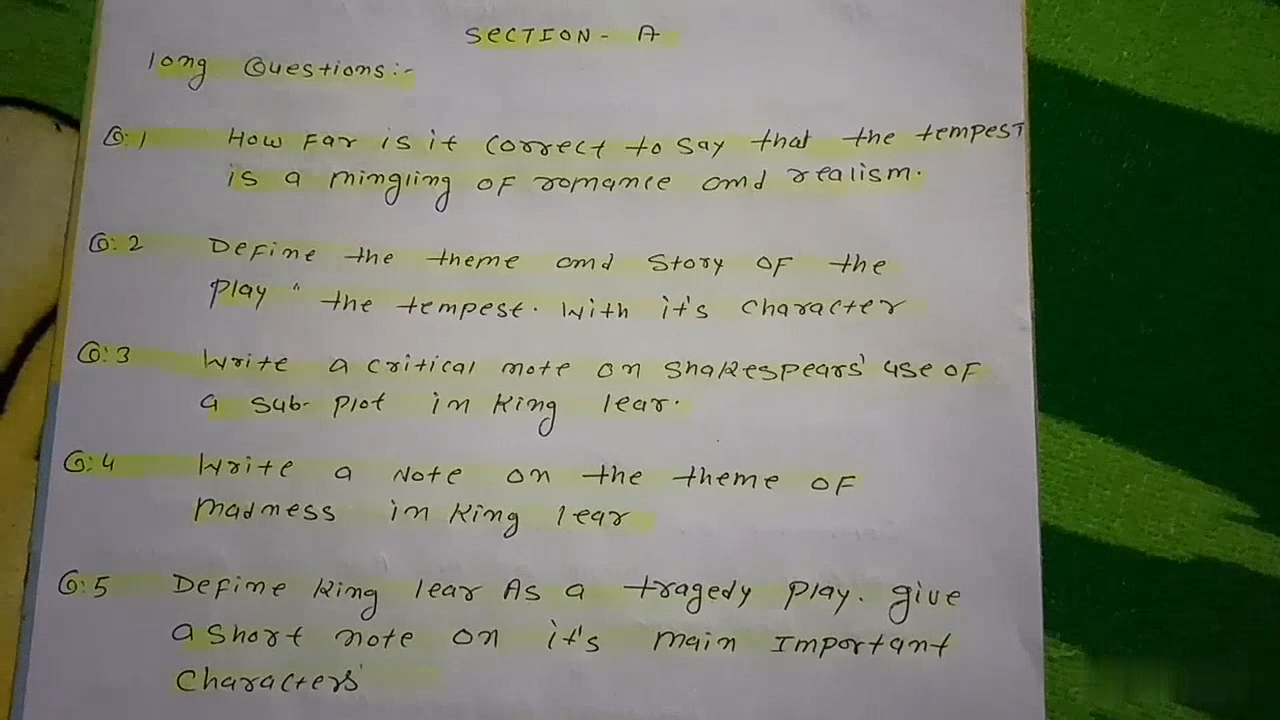 SECTION - A
long Questions:-
Q:1 How Far is it correct to say that the tempest
is a mingling of romance and realism.
Q:2 Define the theme and Story of the
Play " the tempest. With it's Character
Q:3 Write a critical note on Shakespears' use of
a sub-plot in King lear.
Q:4 Write a Note on the theme of
Madness in King lear
Q:5 Define King lear As a tragedy Play. give
a short note on it's main Important
Characters'